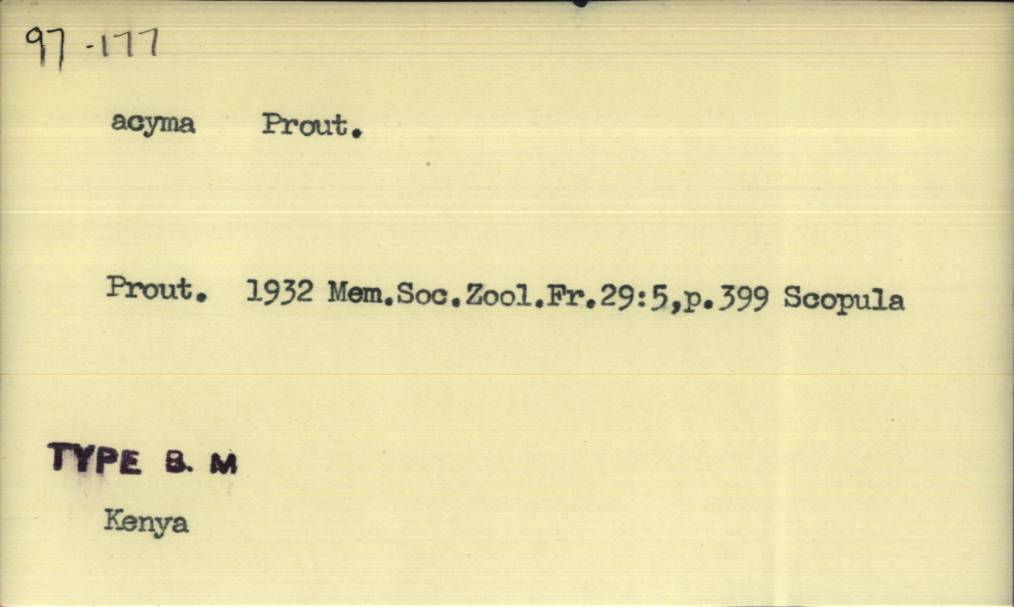 97-177
acyma Prout.
Prout. 1932 Mem.Soc.Zool.Fr.29:5,p.399 Scopula
TYPE B. M
Kenya